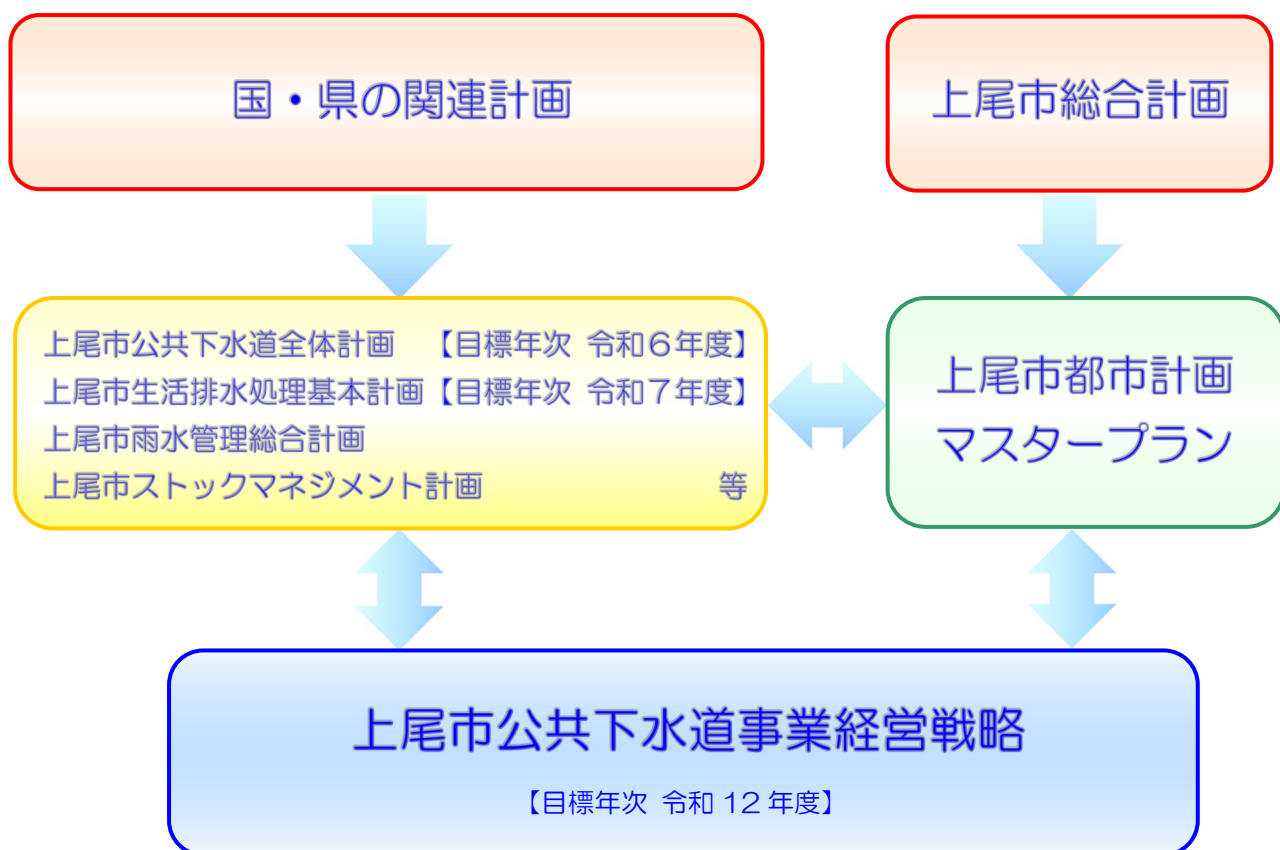 国・県の関連計画
上尾市総合計画
上尾市公共下水道全体計画 【目標年次 令和６年度】
上尾市生活排水処理基本計画【目標年次 令和７年度】
上尾市雨水管理総合計画
上尾市ストックマネジメント計画 等
上尾市都市計画
マスタープラン
上尾市公共下水道事業経営戦略
【目標年次 令和 12 年度】